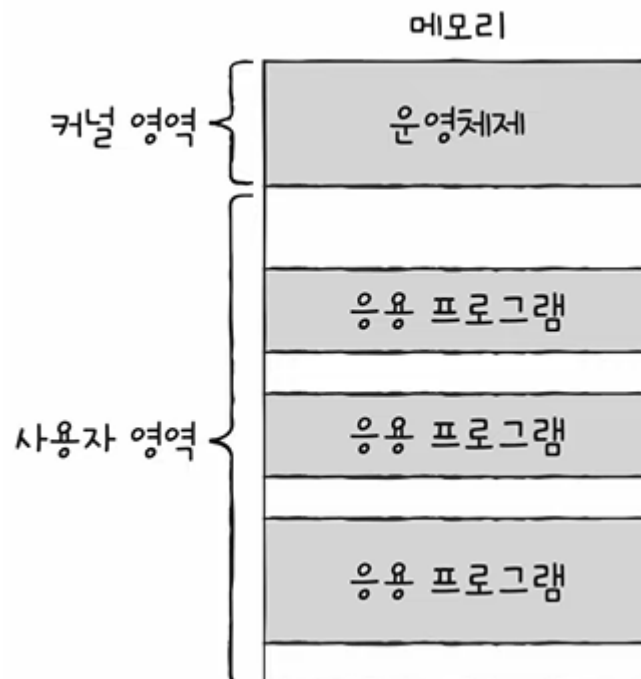 메모리
커널 영역
운영체제
응용 프로그램
응용 프로그램
사용자 영역
응용 프로그램